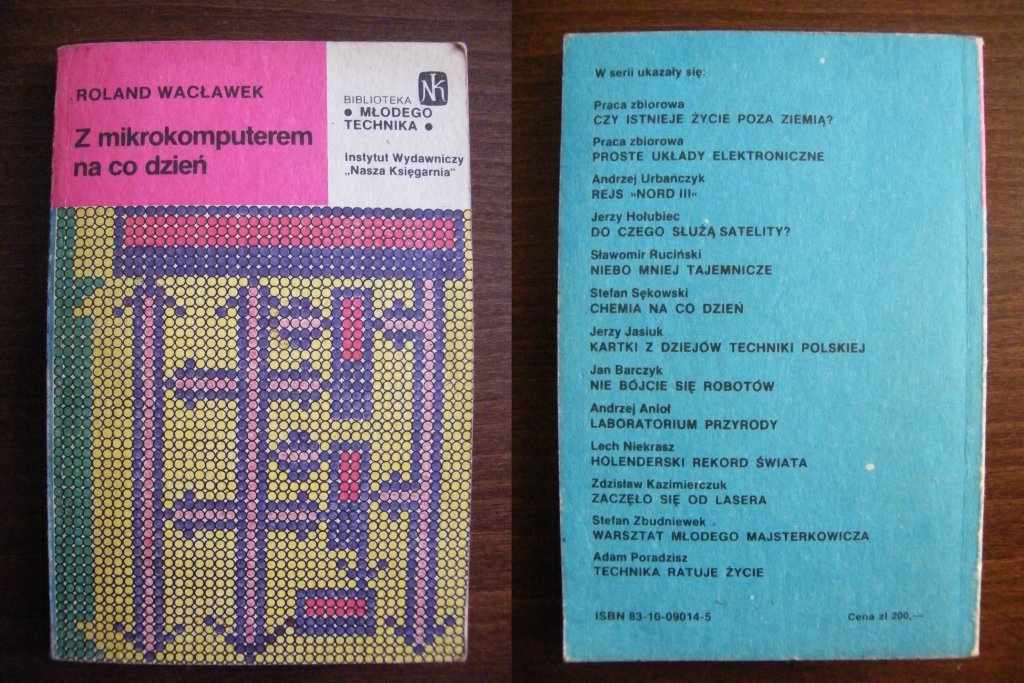 ROLAND WACŁAWEK
Z mikrokomputerem
na co dzień
NK
BIBLIOTEKA
● MŁODEGO
TECHNIKA ●
Instytut Wydawniczy
„Nasza Księgarnia"
W serii ukazały się:
Praca zbiorowa
CZY ISTNIEJE ŻYCIE POZA ZIEMIĄ?
Praca zbiorowa
PROSTE UKŁADY ELEKTRONICZNE
Andrzej Urbańczyk
REJS »NORD III«
Jerzy Hołubiec
DO CZEGO SŁUŻĄ SATELITY?
Sławomir Ruciński
NIEBO MNIEJ TAJEMNICZE
Stefan Sękowski
CHEMIA NA CO DZIEŃ
Jerzy Jasiuk
KARTKI Z DZIEJÓW TECHNIKI POLSKIEJ
Jan Barczyk
NIE BÓJCIE SIĘ ROBOTÓW
Andrzej Anioł
LABORATORIUM PRZYRODY
Lech Niekrasz
HOLENDERSKI REKORD ŚWIATA
Zdzisław Kazimierczuk
ZACZĘŁO SIĘ OD LASERA
Stefan Zbudniewek
WARSZTAT MŁODEGO MAJSTERKOWICZA
Adam Poradzisz
TECHNIKA RATUJE ŻYCIE
ISBN 83-10-09014-5
Cena zł 200,—